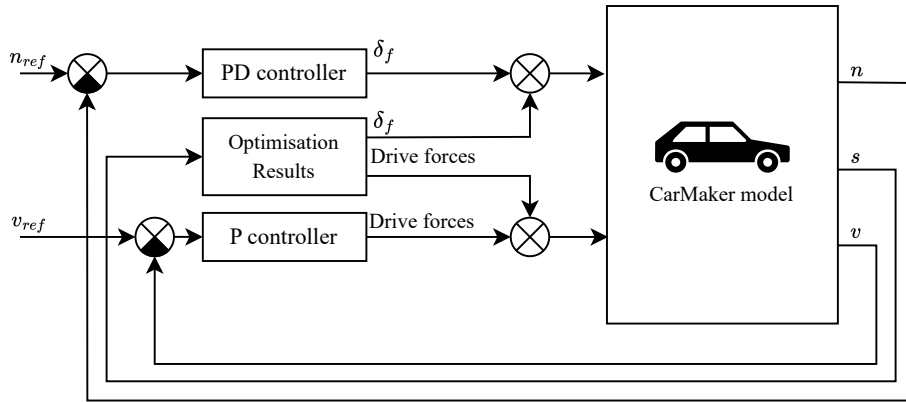 n_ref
PD controller
δ_f
n
Optimisation
Results
δ_f
Drive forces
CarMaker model
s
v_ref
P controller
Drive forces
v